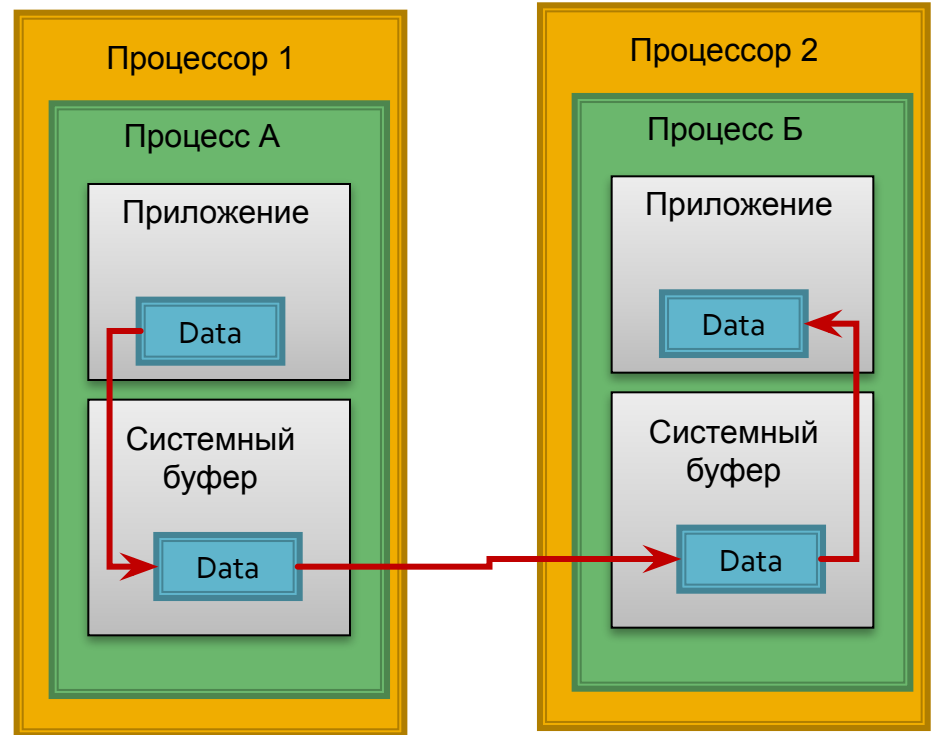 Процессор 1
Процесс А
Приложение
Data
Системный
буфер
Data
Процессор 2
Процесс Б
Приложение
Data
Системный
буфер
Data